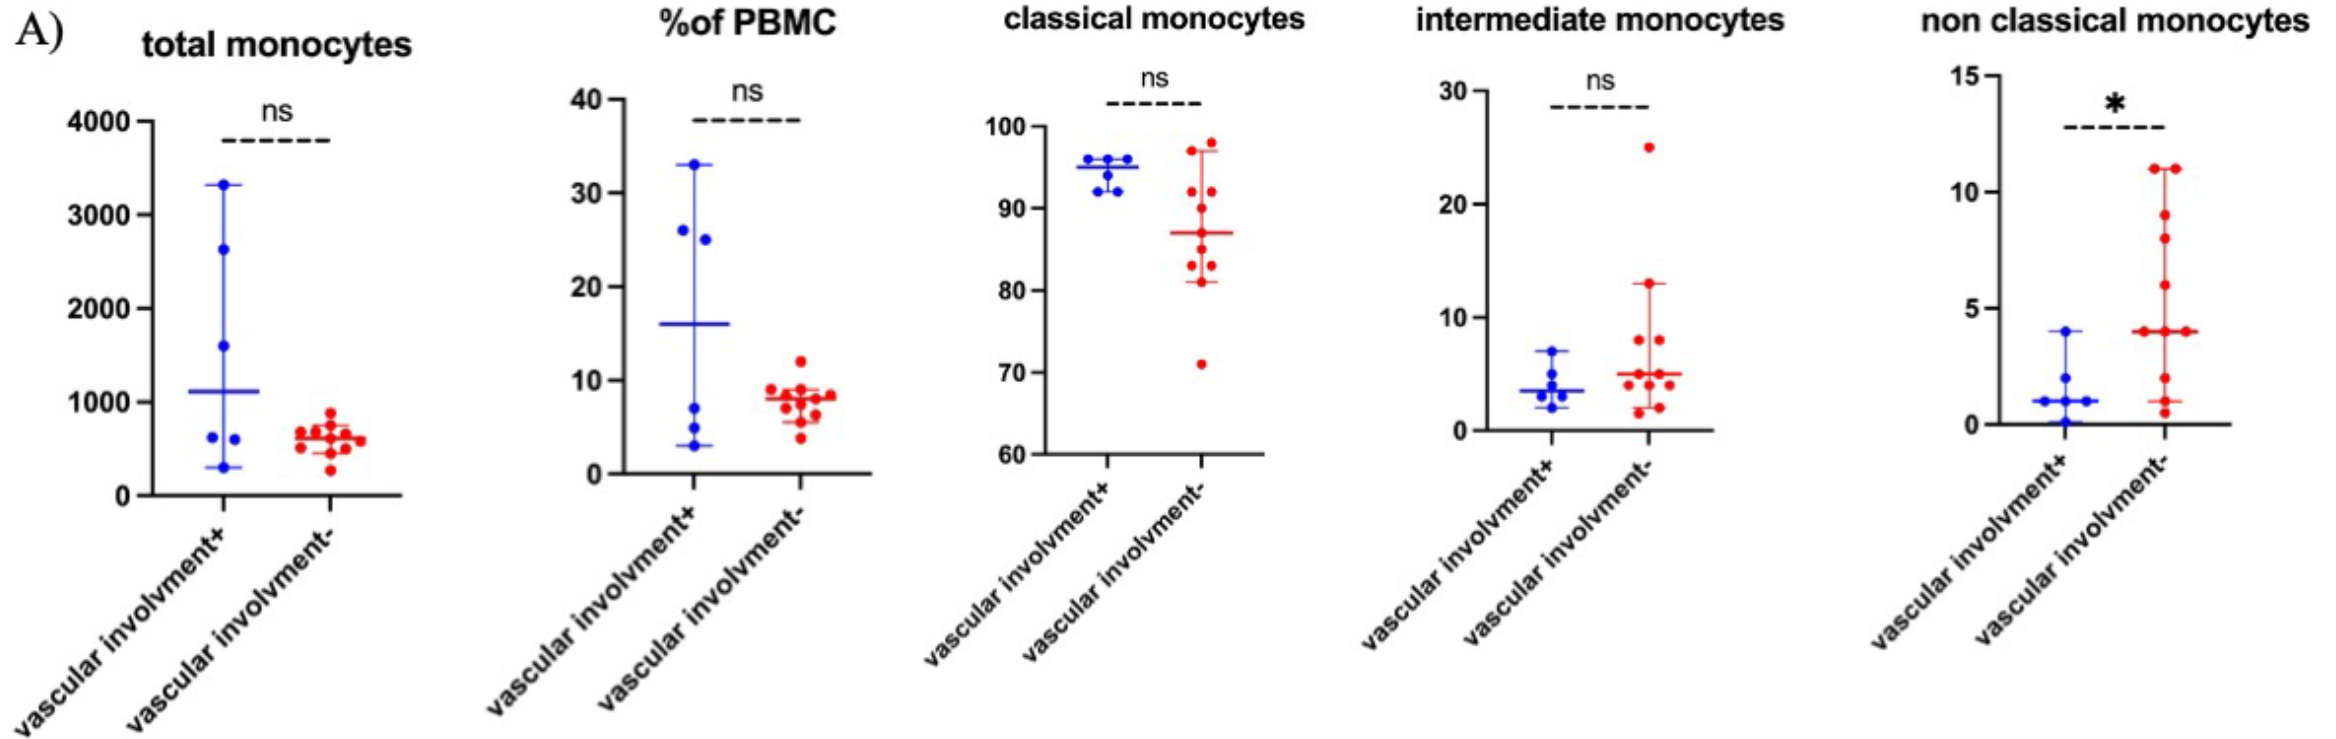 A)
total monocytes
ns
4000
3000
2000
1000
0
vascular involvment+
vascular involvment-
%of PBMC
ns
40
30
20
10
0
vascular involvment+
vascular involvment-
classical monocytes
ns
100
90
80
70
60
vascular involvment+
vascular involvment-
intermediate monocytes
ns
30
20
10
0
vascular involvment+
vascular involvment-
non classical monocytes
*
15
10
5
0
vascular involvment+
vascular involvment-